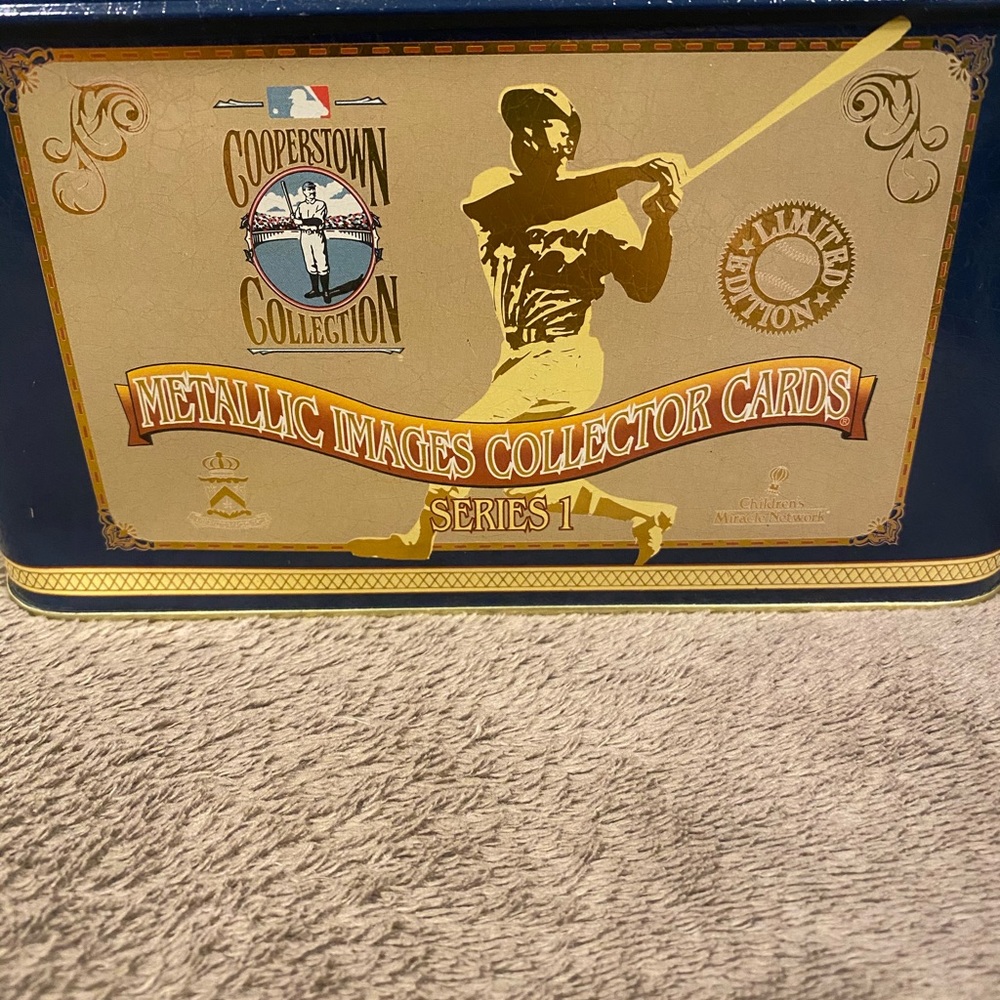 COOPERSTOWN
COLLECTION
LIMITED
EDITION
METALLIC IMAGES COLLECTOR CARDS®
SERIES 1
Children's
Miracle Network